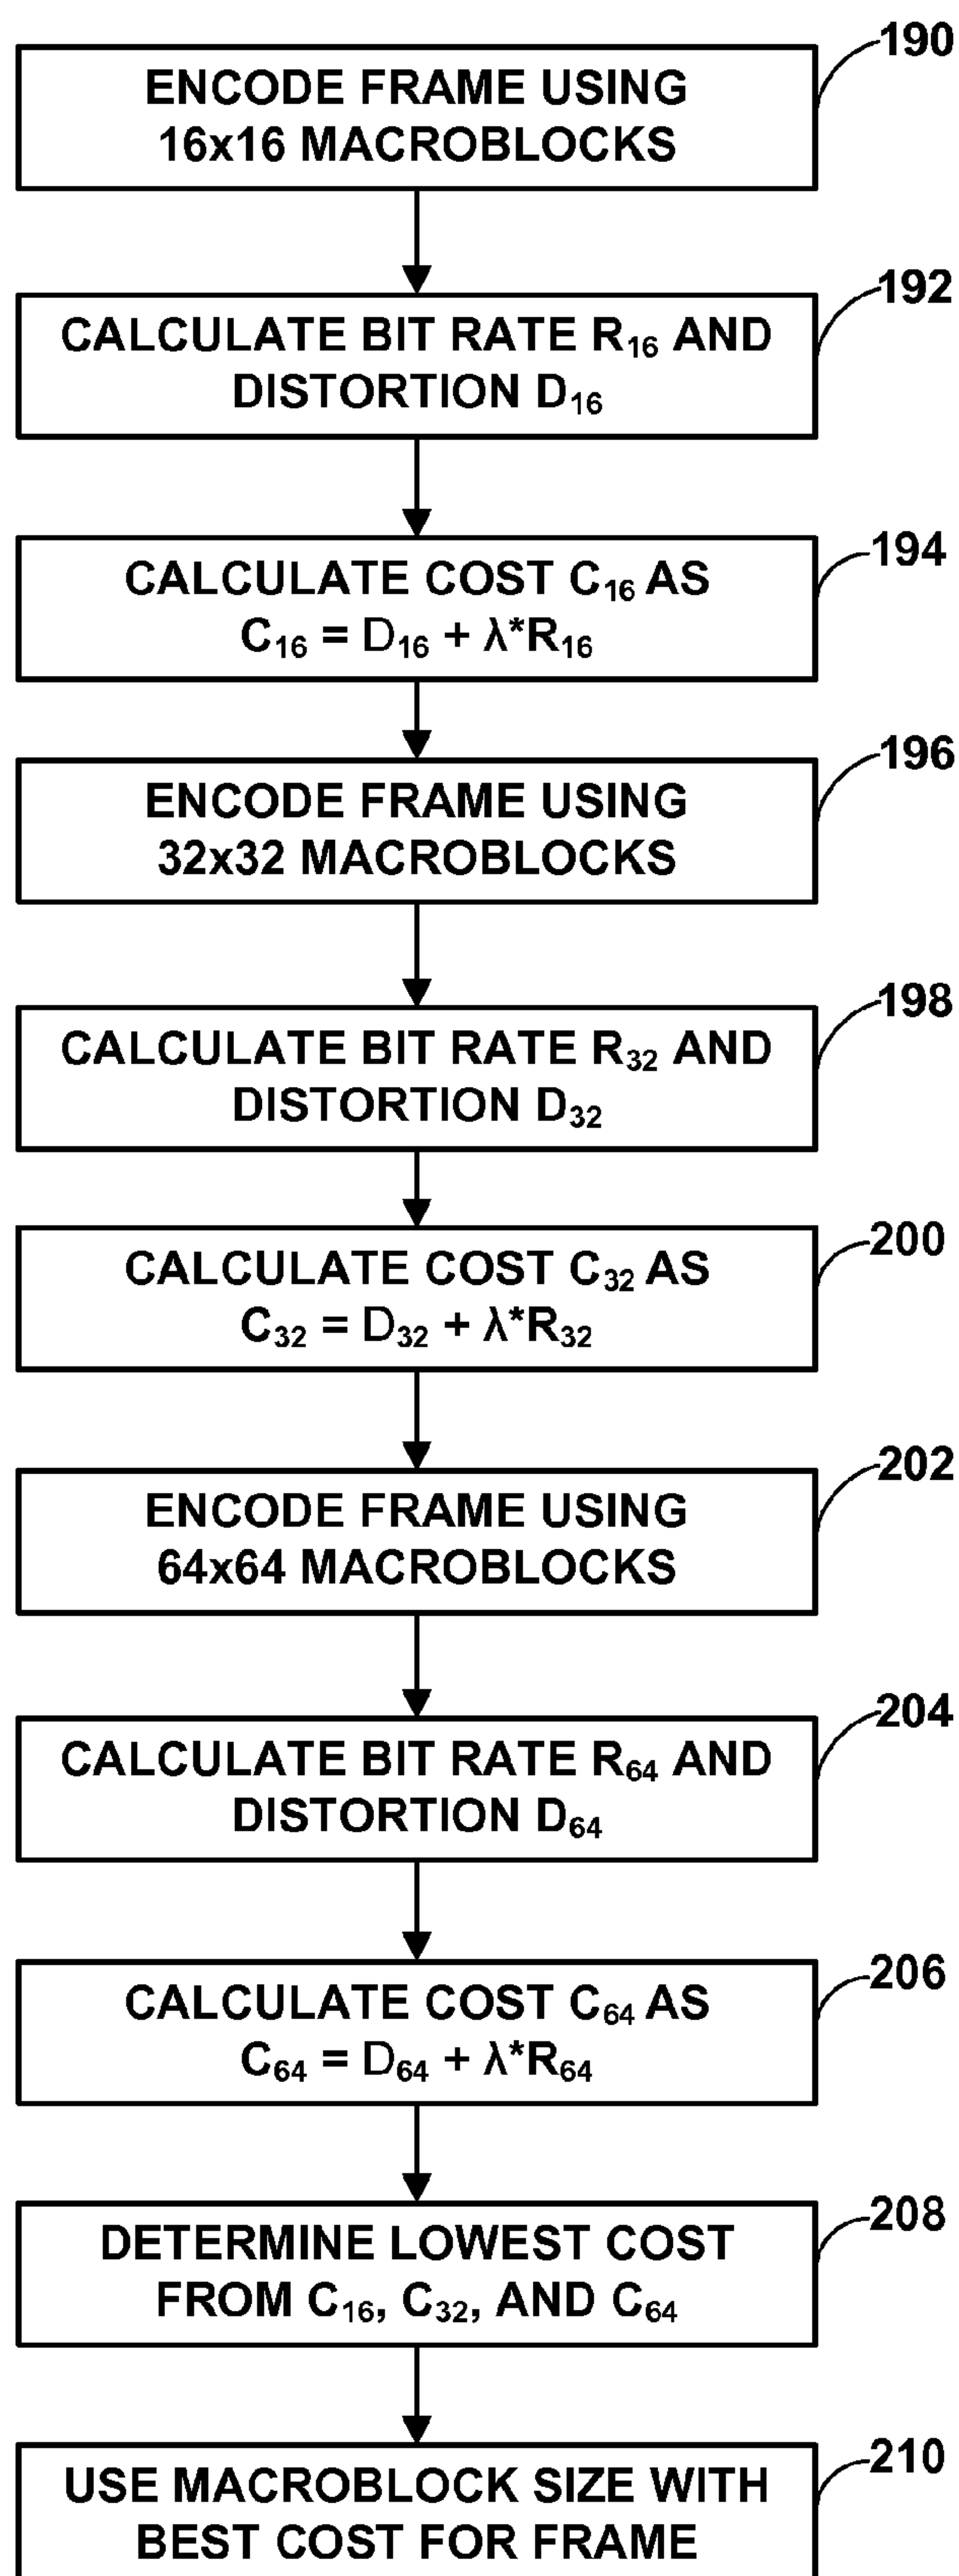 190
ENCODE FRAME USING
16x16 MACROBLOCKS
192
CALCULATE BIT RATE R16 AND
DISTORTION D16
194
CALCULATE COST C16 AS
C16 = D16 + λ*R16
196
ENCODE FRAME USING
32x32 MACROBLOCKS
198
CALCULATE BIT RATE R32 AND
DISTORTION D32
200
CALCULATE COST C32 AS
C32 = D32 + λ*R32
202
ENCODE FRAME USING
64x64 MACROBLOCKS
204
CALCULATE BIT RATE R64 AND
DISTORTION D64
206
CALCULATE COST C64 AS
C64 = D64 + λ*R64
208
DETERMINE LOWEST COST
FROM C16, C32, AND C64
210
USE MACROBLOCK SIZE WITH
BEST COST FOR FRAME